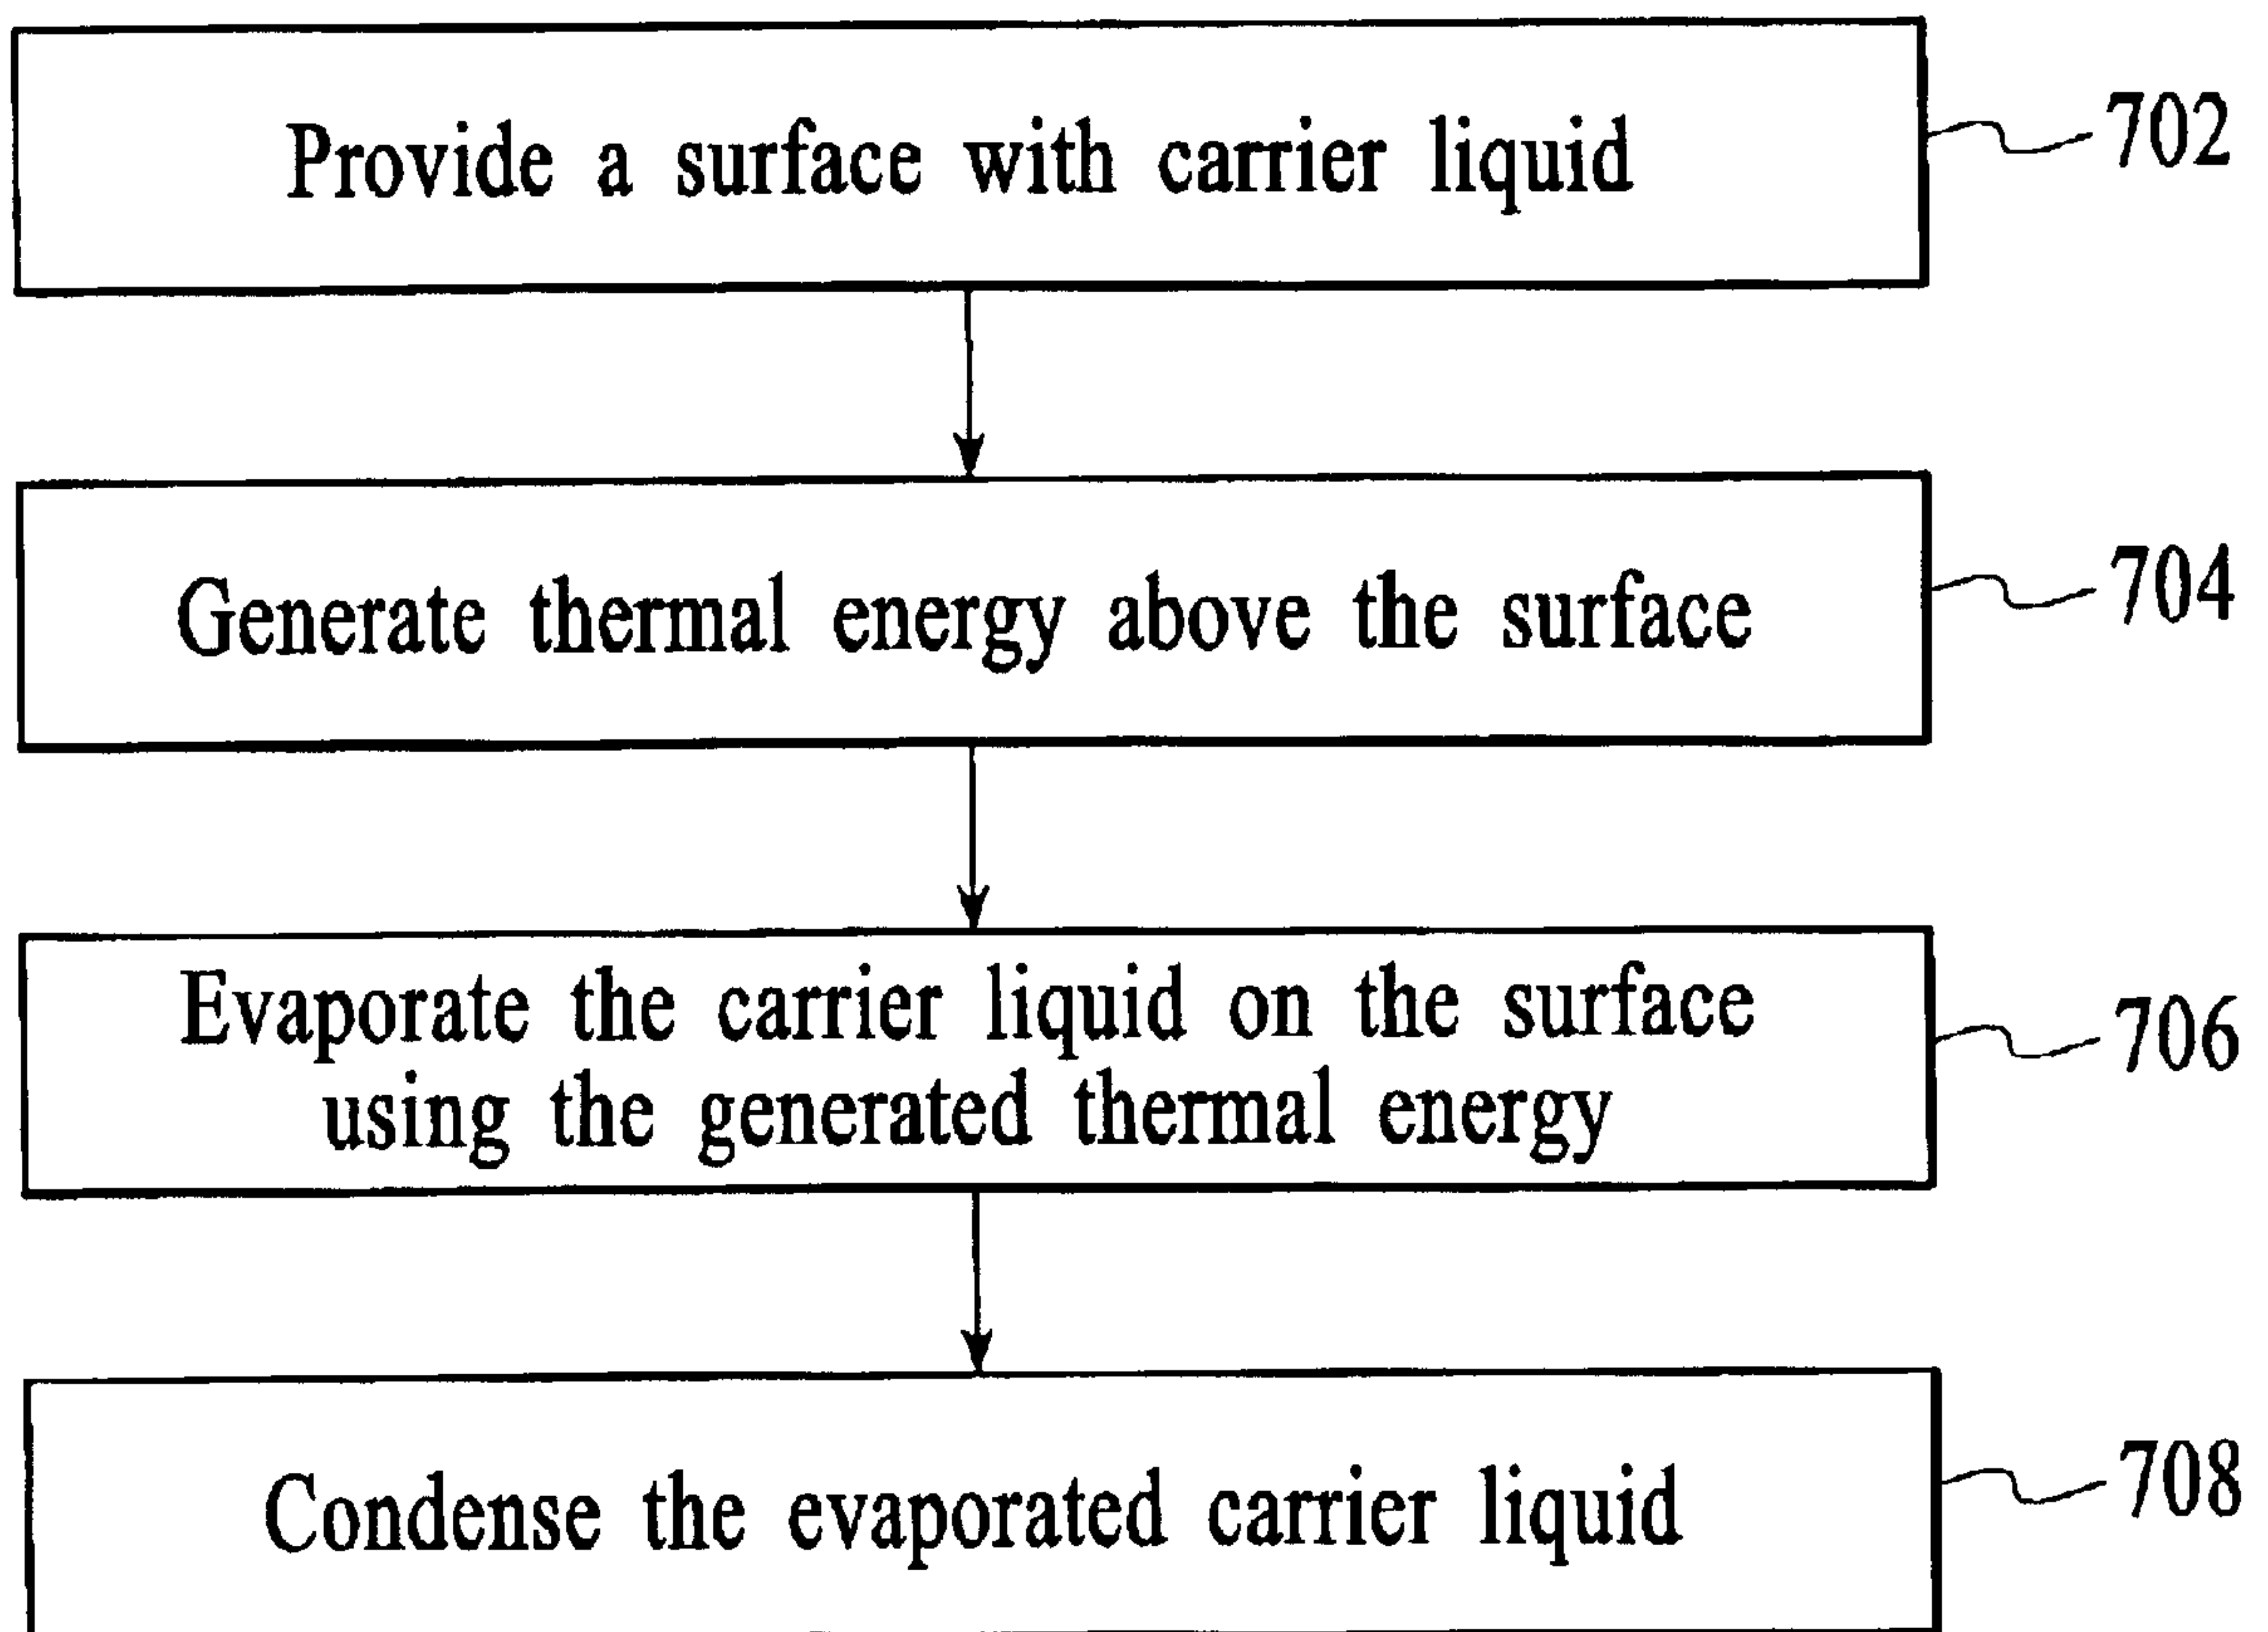 Provide a surface with carrier liquid
702
Generate thermal energy above the surface
704
Evaporate the carrier liquid on the surface
using the generated thermal energy
706
Condense the evaporated carrier liquid
708